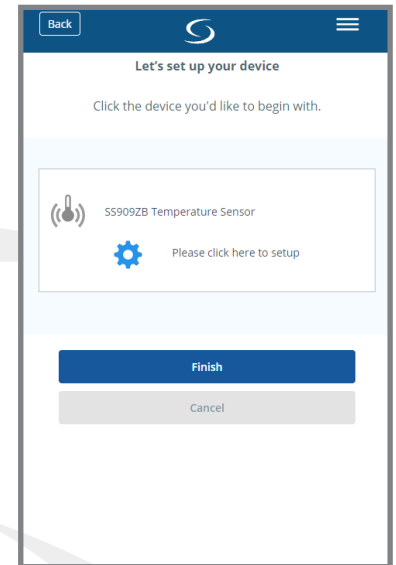 Back
Let's set up your device
Click the device you'd like to begin with.
SS909ZB Temperature Sensor
Please click here to setup
Finish
Cancel